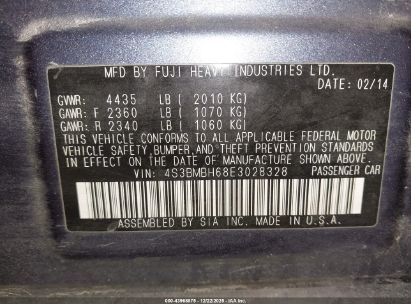 MFD BY FUJI HEAVY INDUSTRIES LTD.
DATE: 02/14
GVWR: 4435 LB ( 2010 KG)
GAWR: F 2360 LB ( 1070 KG)
GAWR: R 2340 LB ( 1060 KG)
THIS VEHICLE CONFORMS TO ALL APPLICABLE FEDERAL MOTOR
VEHICLE SAFETY, BUMPER, AND THEFT PREVENTION STANDARDS
IN EFFECT ON THE DATE OF MANUFACTURE SHOWN ABOVE.
VIN: 4S3BMBH68E3028328 PASSENGER CAR
ASSEMBLED BY SIA INC. MADE IN U.S.A.